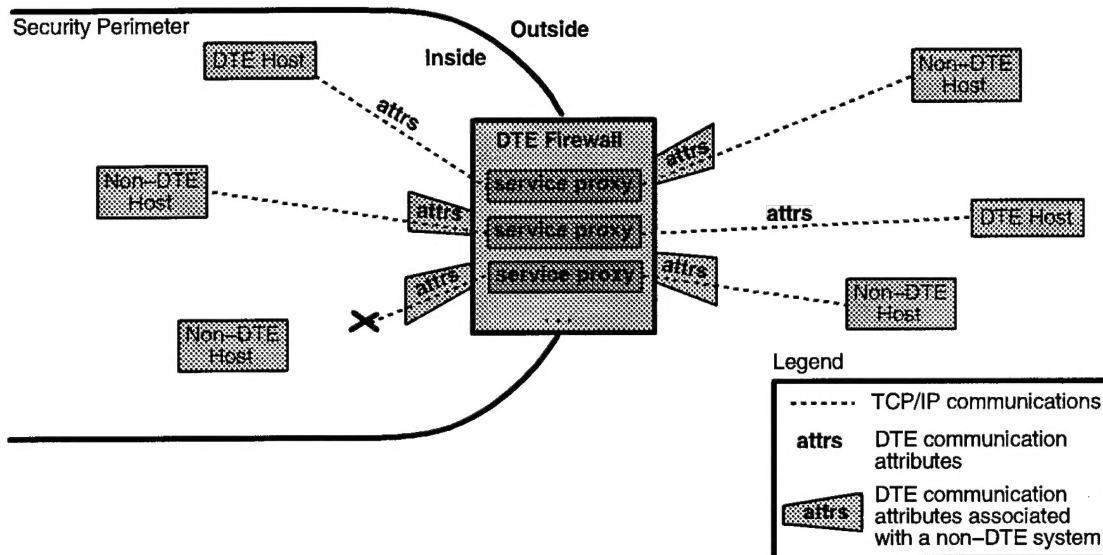 Security Perimeter
Outside
Inside
DTE Host
Non–DTE
Host
attrs
DTE Firewall
attrs
service proxy
Non–DTE
Host
attrs
service proxy
attrs
DTE Host
attrs
service proxy
attrs
Non–DTE
Host
Non–DTE
Host
. . .
Legend
TCP/IP communications
attrs
DTE communication
attributes
attrs
DTE communication
attributes associated
with a non–DTE system